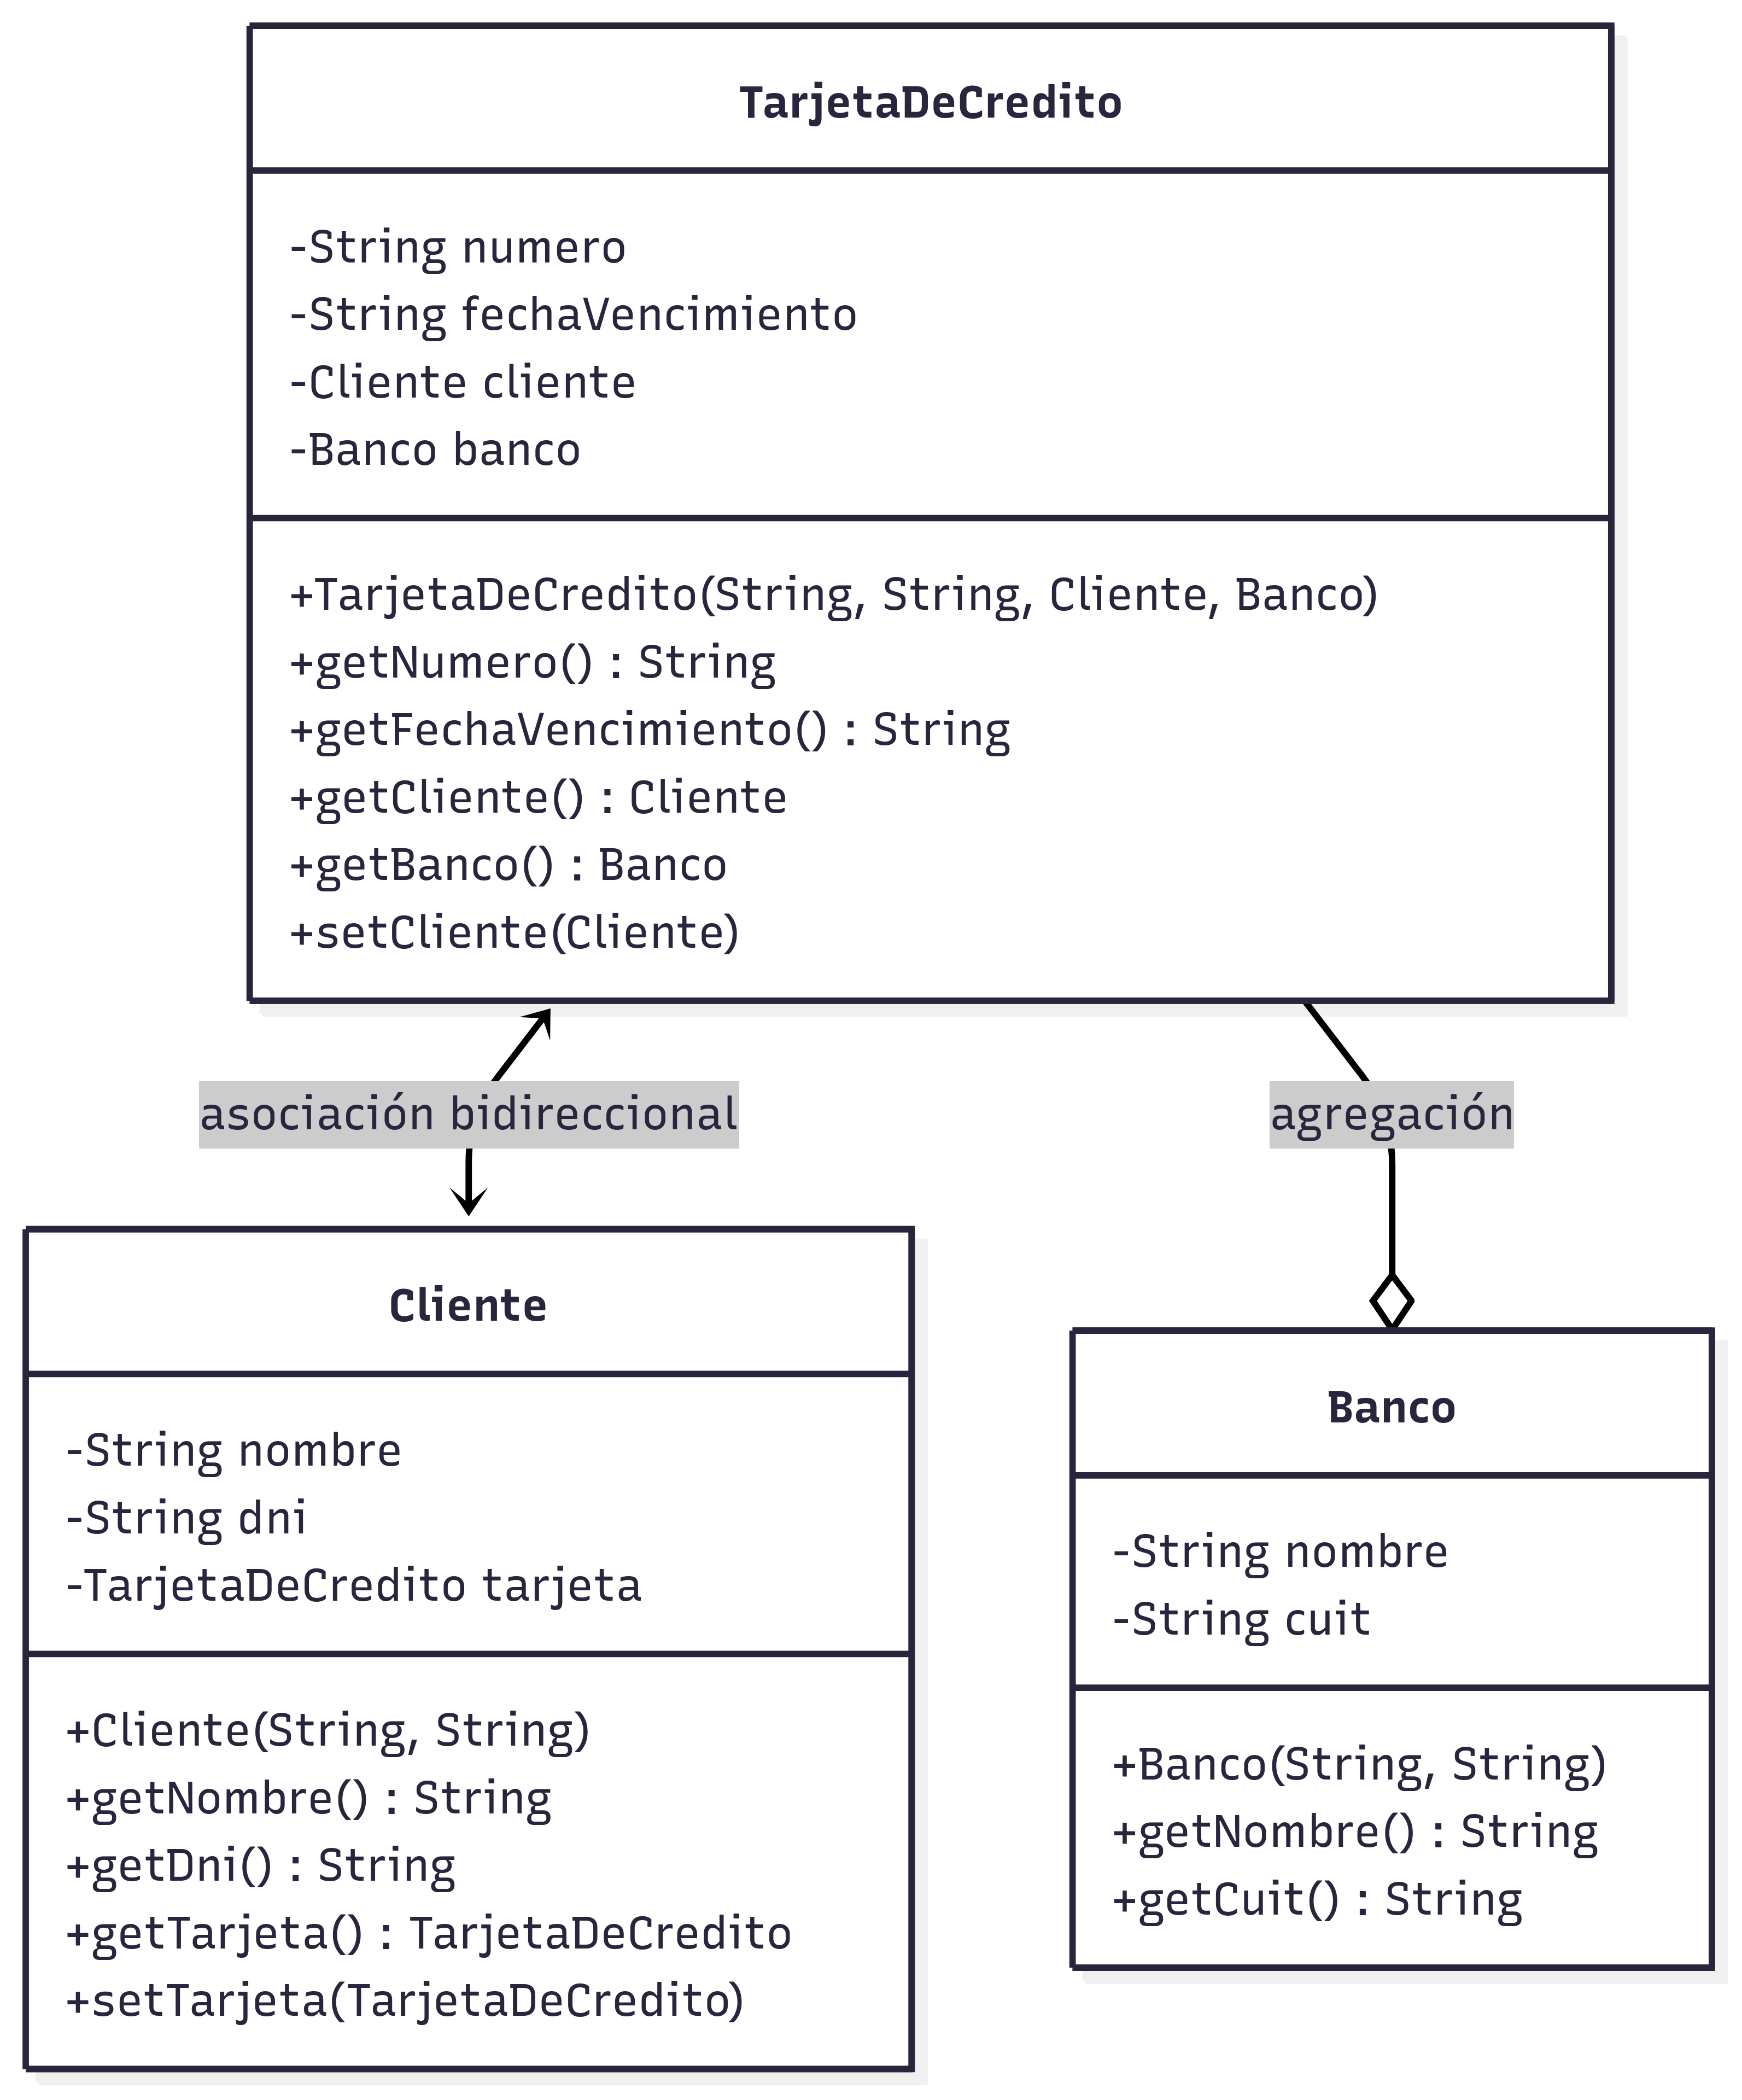 TarjetaDeCredito
-String numero
-String fechaVencimiento
-Cliente cliente
-Banco banco
+TarjetaDeCredito(String, String, Cliente, Banco)
+getNumero() : String
+getFechaVencimiento() : String
+getCliente() : Cliente
+getBanco() : Banco
+setCliente(Cliente)
asociación bidireccional
agregación
Cliente
-String nombre
-String dni
-TarjetaDeCredito tarjeta
+Cliente(String, String)
+getNombre() : String
+getDni() : String
+getTarjeta() : TarjetaDeCredito
+setTarjeta(TarjetaDeCredito)
Banco
-String nombre
-String cuit
+Banco(String, String)
+getNombre() : String
+getCuit() : String